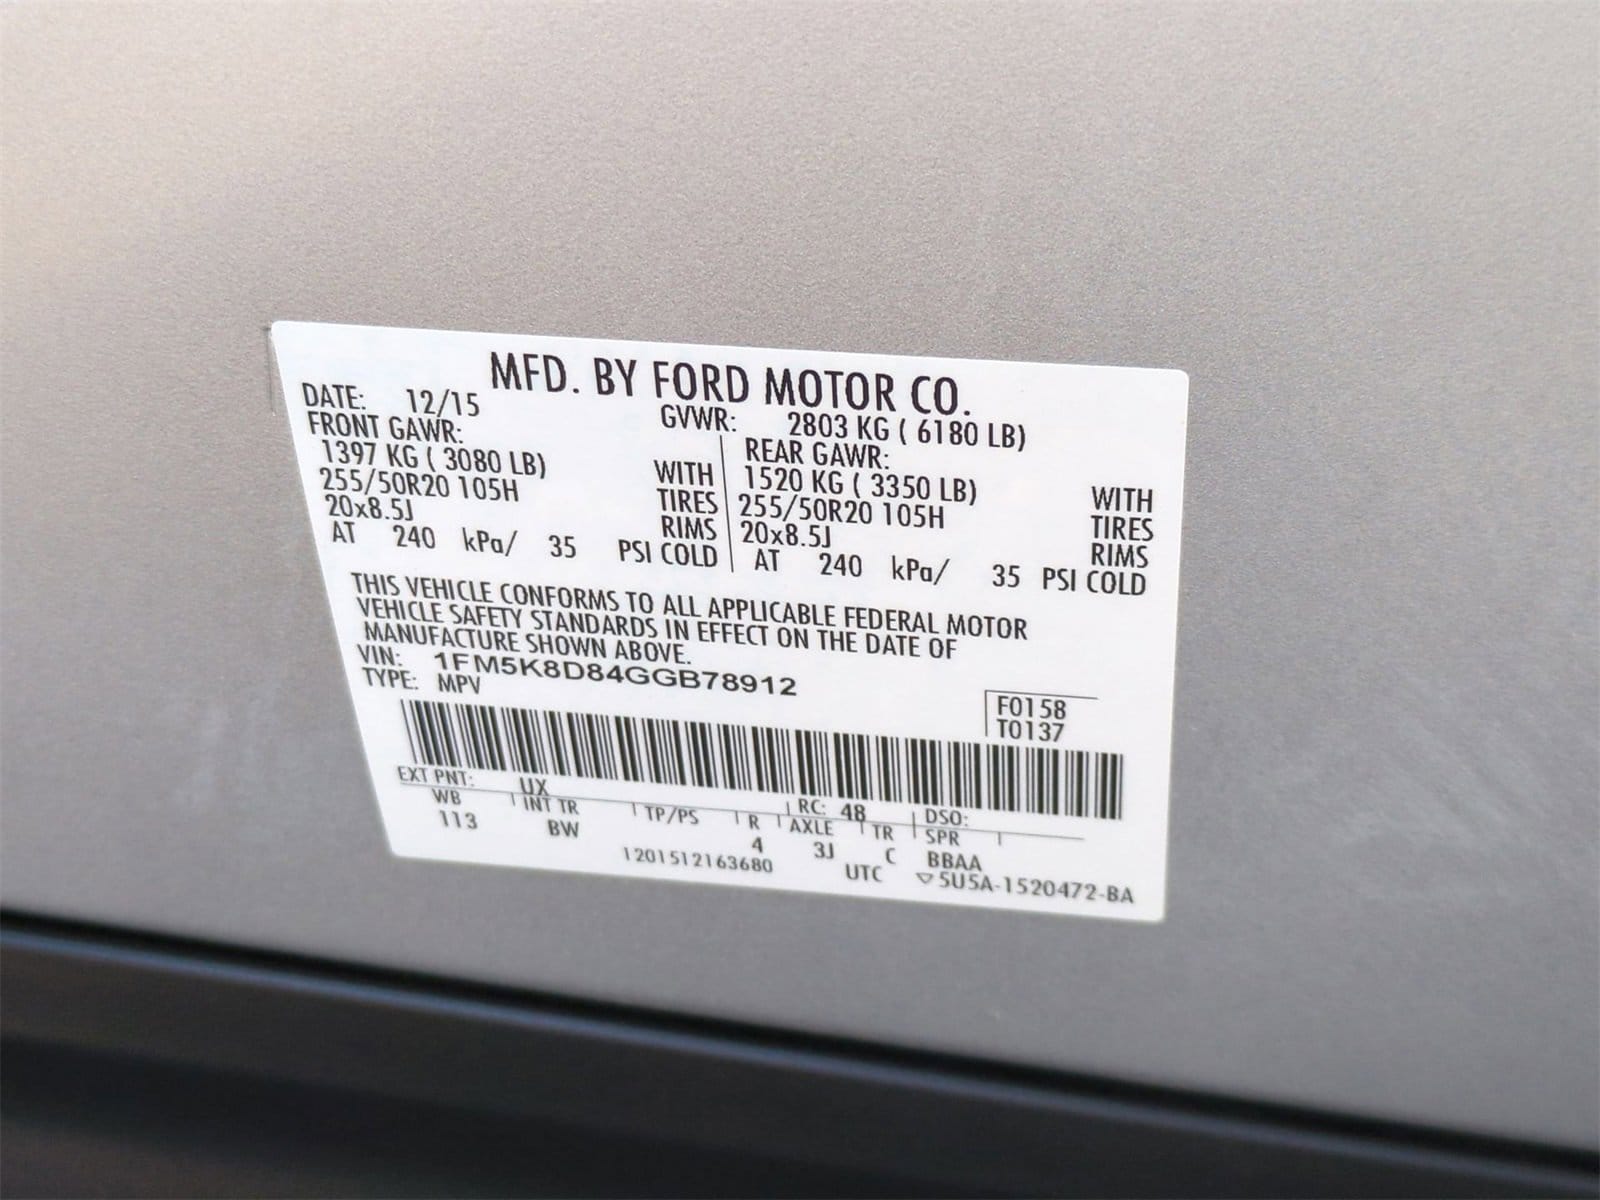 MFD. BY FORD MOTOR CO.
DATE: 12/15 GVWR: 2803 KG ( 6180 LB)
FRONT GAWR: REAR GAWR:
1397 KG ( 3080 LB) WITH 1520 KG ( 3350 LB) WITH
255/50R20 105H TIRES 255/50R20 105H TIRES
20x8.5J RIMS 20x8.5J RIMS
AT 240 kPa/ 35 PSI COLD AT 240 kPa/ 35 PSI COLD
THIS VEHICLE CONFORMS TO ALL APPLICABLE FEDERAL MOTOR
VEHICLE SAFETY STANDARDS IN EFFECT ON THE DATE OF
MANUFACTURE SHOWN ABOVE.
VIN: 1FM5K8D84GGB78912
TYPE: MPV
F0158
T0137
EXT PNT: UX RC: 48 DSO:
WB INT TR TP/PS R AXLE TR SPR
113 BW 4 3J C BBAA
1201512163680 UTC ▽5U5A-1520472-BA